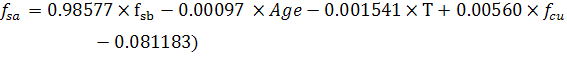 f_sa = 0.98577 × f_sb − 0.00097 × Age − 0.001541 × T + 0.00560 × f_cu
− 0.081183)